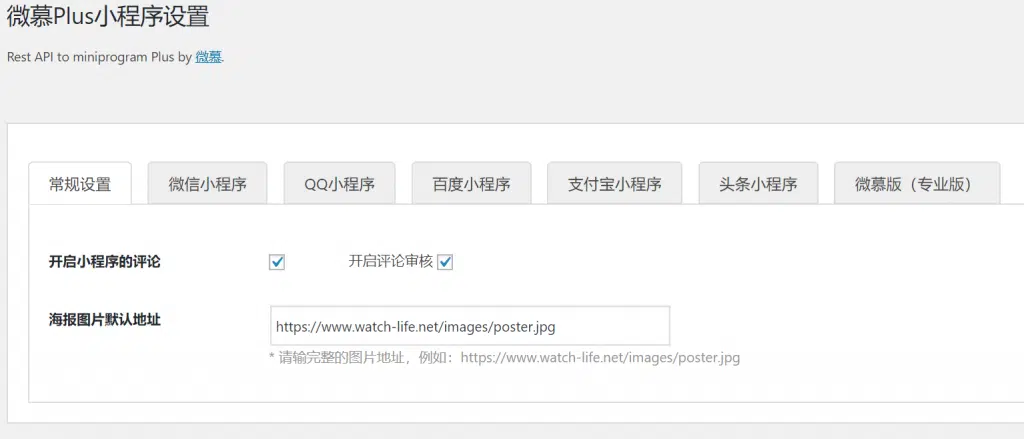 微慕Plus小程序设置
Rest API to miniprogram Plus by 微慕.
常规设置 微信小程序 QQ小程序 百度小程序 支付宝小程序 头条小程序 微慕版（专业版）
开启小程序的评论 开启评论审核
海报图片默认地址 https://www.watch-life.net/images/poster.jpg
* 请输完整的图片地址，例如：https://www.watch-life.net/images/poster.jpg